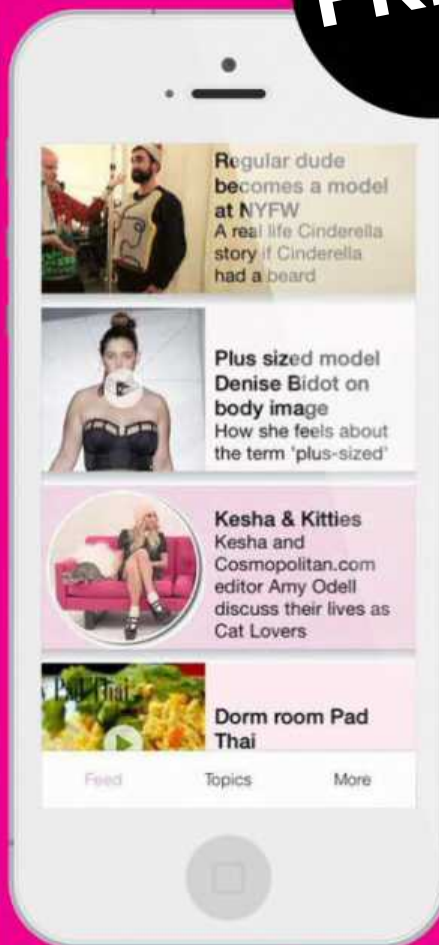 Regular dude
becomes a model
at NYFW
A real life Cinderella
story if Cinderella
had a beard
Plus sized model
Denise Bidot on
body image
How she feels about
the term 'plus-sized'
Kesha & Kitties
Kesha and
Cosmopolitan.com
editor Amy Odell
discuss their lives as
Cat Lovers
Pad Thai
Dorm room Pad
Thai
Feed Topics More